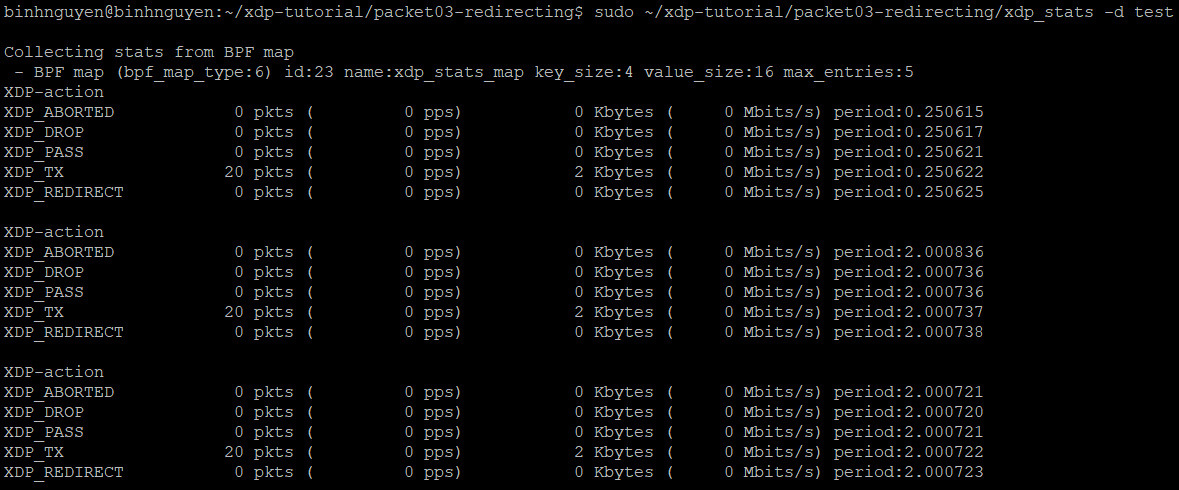 binhnguyen@binhnguyen:~/xdp-tutorial/packet03-redirecting$ sudo ~/xdp-tutorial/packet03-redirecting/xdp_stats -d test
Collecting stats from BPF map
 - BPF map (bpf_map_type:6) id:23 name:xdp_stats_map key_size:4 value_size:16 max_entries:5
XDP-action
XDP_ABORTED            0 pkts (         0 pps)           0 Kbytes (     0 Mbits/s) period:0.250615
XDP_DROP               0 pkts (         0 pps)           0 Kbytes (     0 Mbits/s) period:0.250617
XDP_PASS               0 pkts (         0 pps)           0 Kbytes (     0 Mbits/s) period:0.250621
XDP_TX                20 pkts (         0 pps)           2 Kbytes (     0 Mbits/s) period:0.250622
XDP_REDIRECT           0 pkts (         0 pps)           0 Kbytes (     0 Mbits/s) period:0.250625
XDP-action
XDP_ABORTED            0 pkts (         0 pps)           0 Kbytes (     0 Mbits/s) period:2.000836
XDP_DROP               0 pkts (         0 pps)           0 Kbytes (     0 Mbits/s) period:2.000736
XDP_PASS               0 pkts (         0 pps)           0 Kbytes (     0 Mbits/s) period:2.000736
XDP_TX                20 pkts (         0 pps)           2 Kbytes (     0 Mbits/s) period:2.000737
XDP_REDIRECT           0 pkts (         0 pps)           0 Kbytes (     0 Mbits/s) period:2.000738
XDP-action
XDP_ABORTED            0 pkts (         0 pps)           0 Kbytes (     0 Mbits/s) period:2.000721
XDP_DROP               0 pkts (         0 pps)           0 Kbytes (     0 Mbits/s) period:2.000720
XDP_PASS               0 pkts (         0 pps)           0 Kbytes (     0 Mbits/s) period:2.000721
XDP_TX                20 pkts (         0 pps)           2 Kbytes (     0 Mbits/s) period:2.000722
XDP_REDIRECT           0 pkts (         0 pps)           0 Kbytes (     0 Mbits/s) period:2.000723